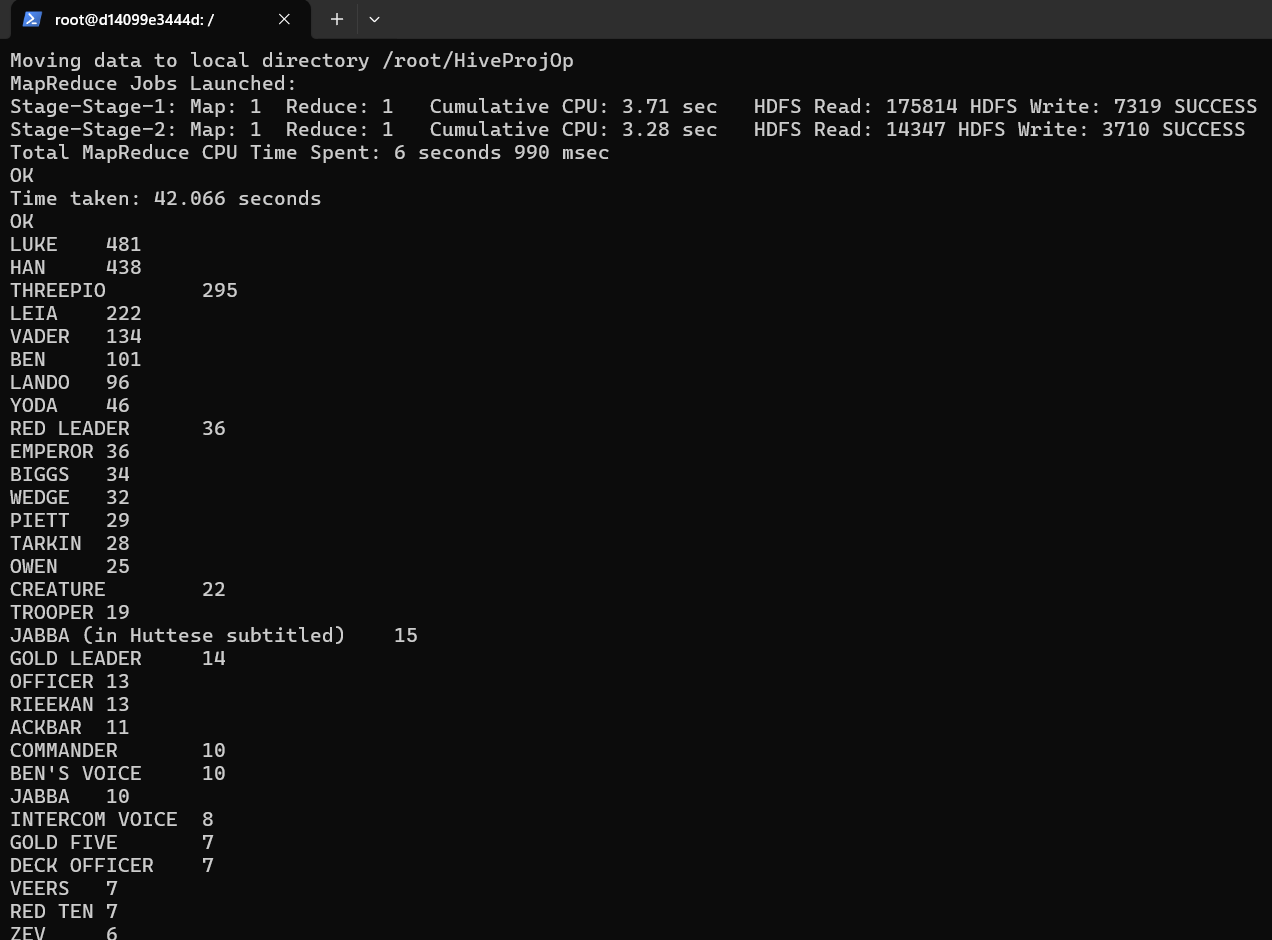 root@d14099e3444d: /
Moving data to local directory /root/HiveProjOp
MapReduce Jobs Launched:
Stage-Stage-1: Map: 1  Reduce: 1   Cumulative CPU: 3.71 sec   HDFS Read: 175814 HDFS Write: 7319 SUCCESS
Stage-Stage-2: Map: 1  Reduce: 1   Cumulative CPU: 3.28 sec   HDFS Read: 14347 HDFS Write: 3710 SUCCESS
Total MapReduce CPU Time Spent: 6 seconds 990 msec
OK
Time taken: 42.066 seconds
OK
LUKE    481
HAN     438
THREEPIO        295
LEIA    222
VADER   134
BEN     101
LANDO   96
YODA    46
RED LEADER      36
EMPEROR 36
BIGGS   34
WEDGE   32
PIETT   29
TARKIN  28
OWEN    25
CREATURE        22
TROOPER 19
JABBA (in Huttese subtitled)    15
GOLD LEADER     14
OFFICER 13
RIEEKAN 13
ACKBAR  11
COMMANDER       10
BEN'S VOICE     10
JABBA   10
INTERCOM VOICE  8
GOLD FIVE       7
DECK OFFICER    7
VEERS   7
RED TEN 7
ZEV     6